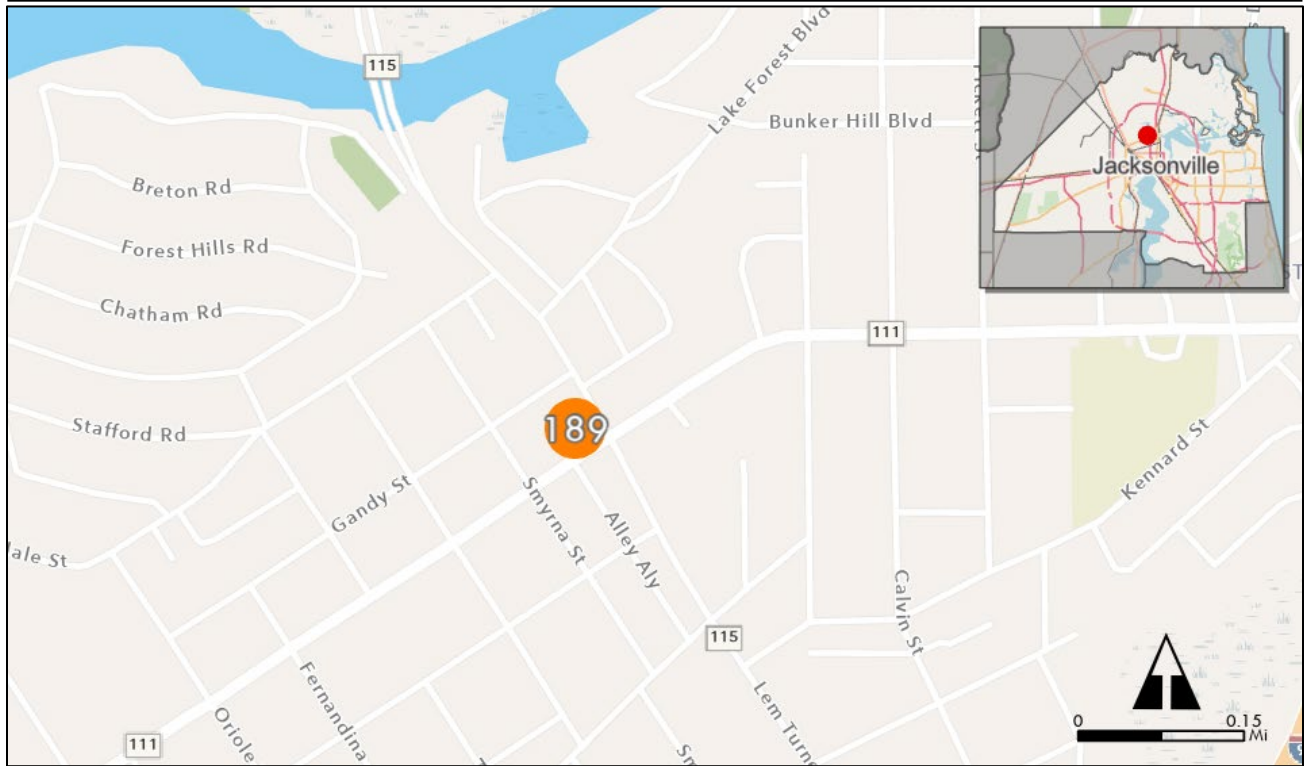 115
Lake Forest Blvd
Bunker Hill Blvd
Jacksonville
Breton Rd
Forest Hills Rd
Chatham Rd
111
Stafford Rd
189
Kennard St
Gandy St
Smyrna St
Alley Aly
Calvin St
115
Fernandina
Oriole
Lem Turne
111
0
0.15
Mi